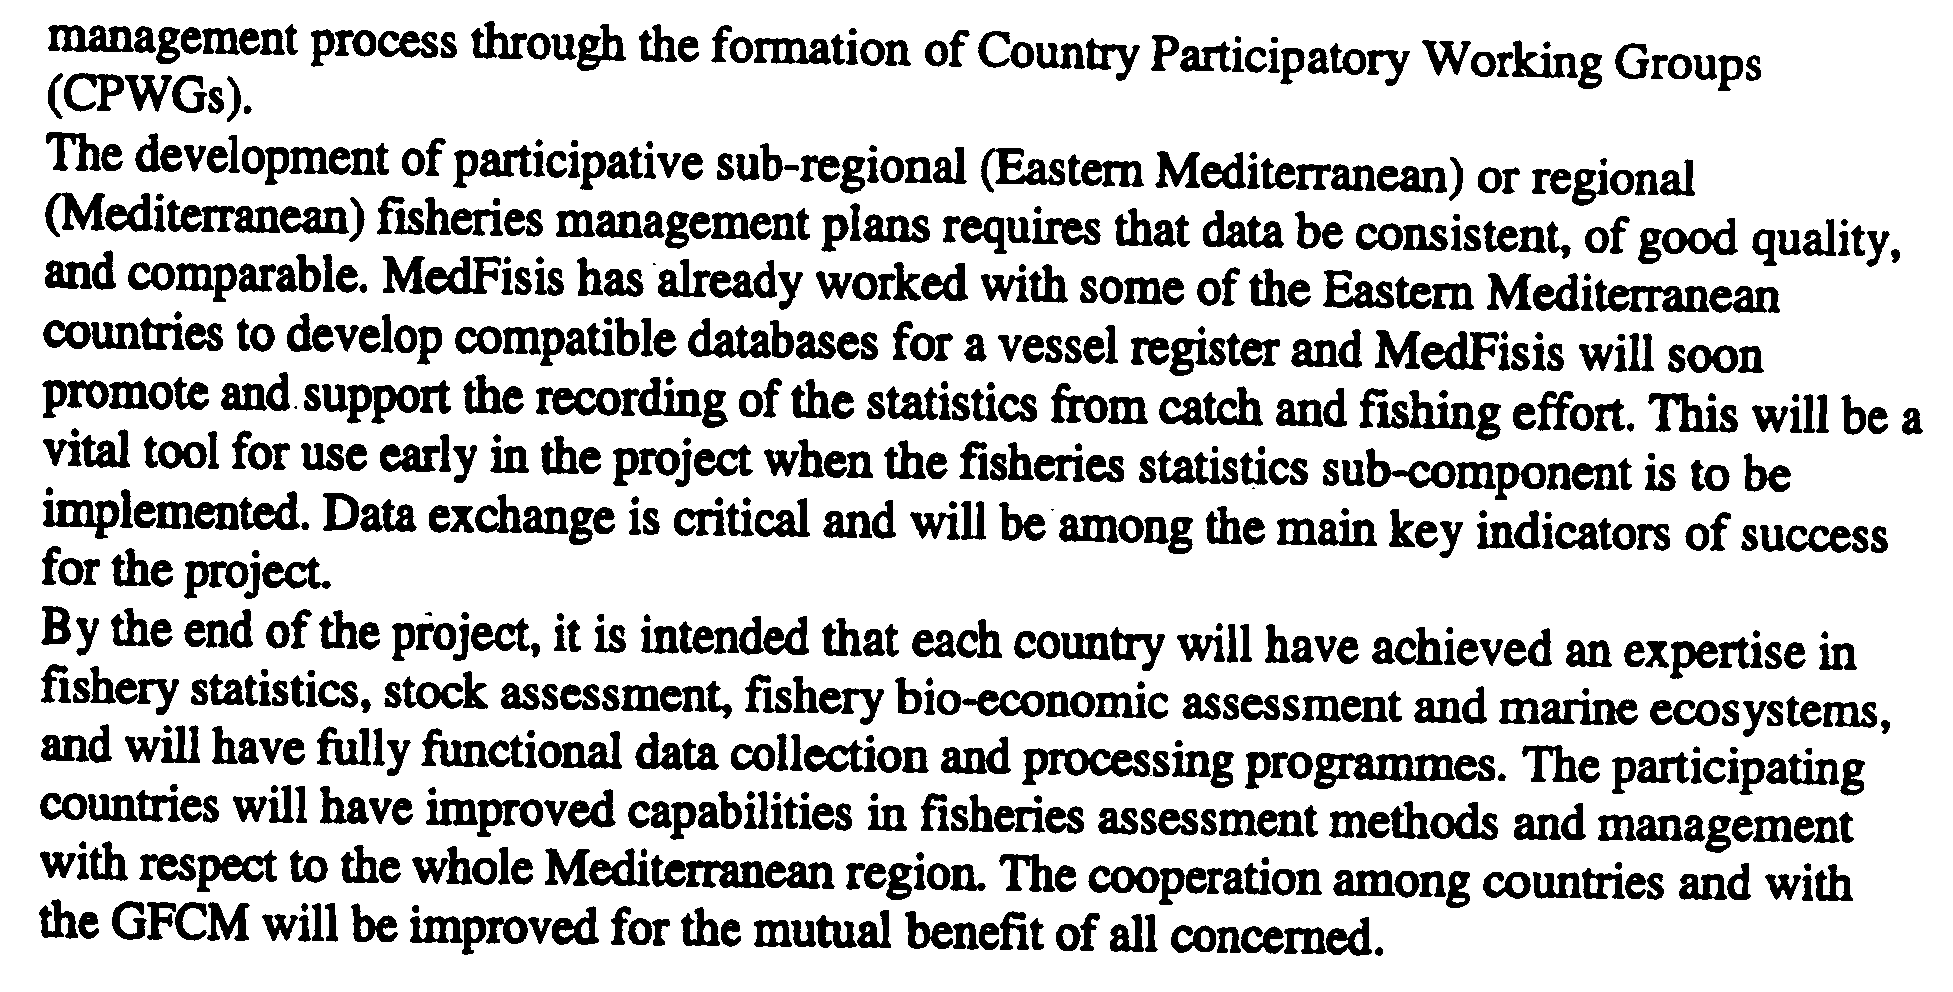 management process through the formation of Country Participatory Working Groups
(CPWGs).
The development of participative sub-regional (Eastern Mediterranean) or regional
(Mediterranean) fisheries management plans requires that data be consistent, of good quality,
and comparable. MedFisis has already worked with some of the Eastern Mediterranean
countries to develop compatible databases for a vessel register and MedFisis will soon
promote and support the recording of the statistics from catch and fishing effort. This will be a
vital tool for use early in the project when the fisheries statistics sub-component is to be
implemented. Data exchange is critical and will be among the main key indicators of success
for the project.
By the end of the project, it is intended that each country will have achieved an expertise in
fishery statistics, stock assessment, fishery bio-economic assessment and marine ecosystems,
and will have fully functional data collection and processing programmes. The participating
countries will have improved capabilities in fisheries assessment methods and management
with respect to the whole Mediterranean region. The cooperation among countries and with
the GFCM will be improved for the mutual benefit of all concerned.